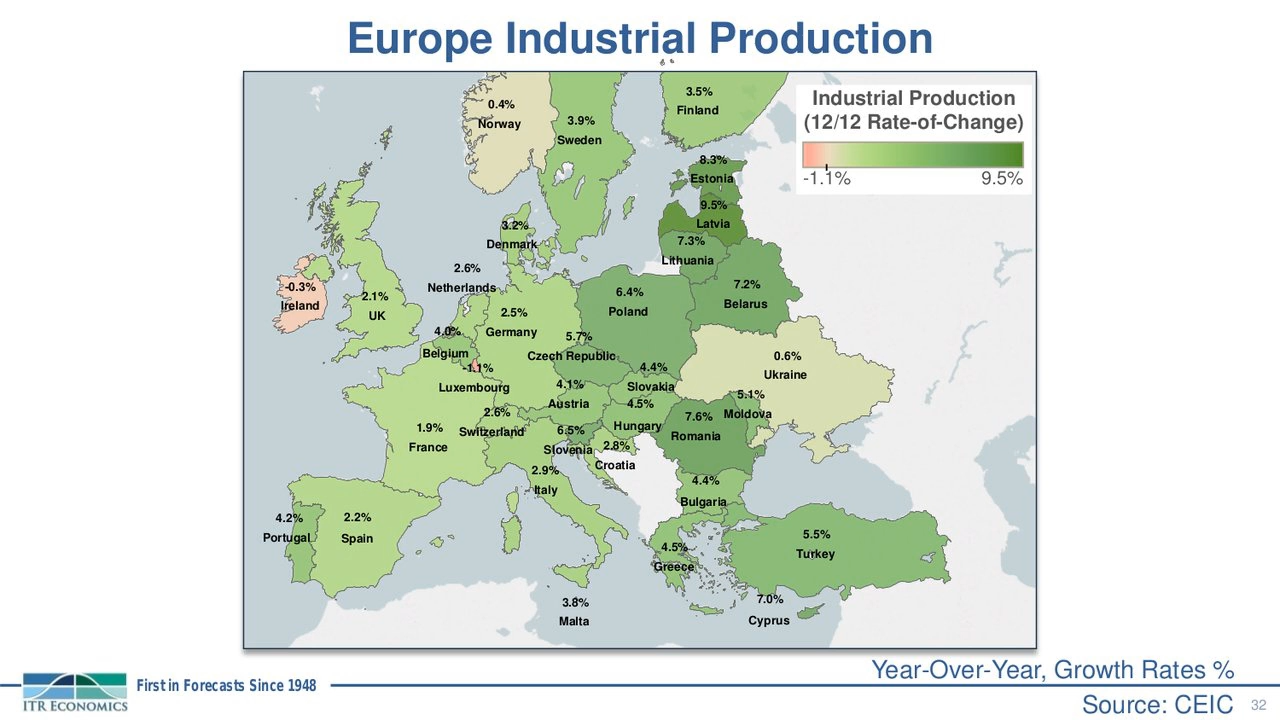 Europe Industrial Production
Industrial Production
(12/12 Rate-of-Change)
-1.1%
9.5%
0.4%
Norway
3.9%
Sweden
3.5%
Finland
8.3%
Estonia
9.5%
Latvia
7.3%
Lithuania
3.2%
Denmark
2.6%
Netherlands
-0.3%
Ireland
2.1%
UK
2.5%
Germany
6.4%
Poland
7.2%
Belarus
4.0%
Belgium
5.7%
Czech Republic
0.6%
Ukraine
-1.1%
Luxembourg
4.1%
Austria
4.4%
Slovakia
5.1%
Moldova
2.6%
Switzerland
4.5%
Hungary
7.6%
Romania
1.9%
France
6.5%
Slovenia
2.8%
Croatia
2.9%
Italy
4.4%
Bulgaria
4.2%
Portugal
2.2%
Spain
4.5%
Greece
5.5%
Turkey
3.8%
Malta
7.0%
Cyprus
Year-Over-Year, Growth Rates %
ITR ECONOMICS
First in Forecasts Since 1948
Source: CEIC
32